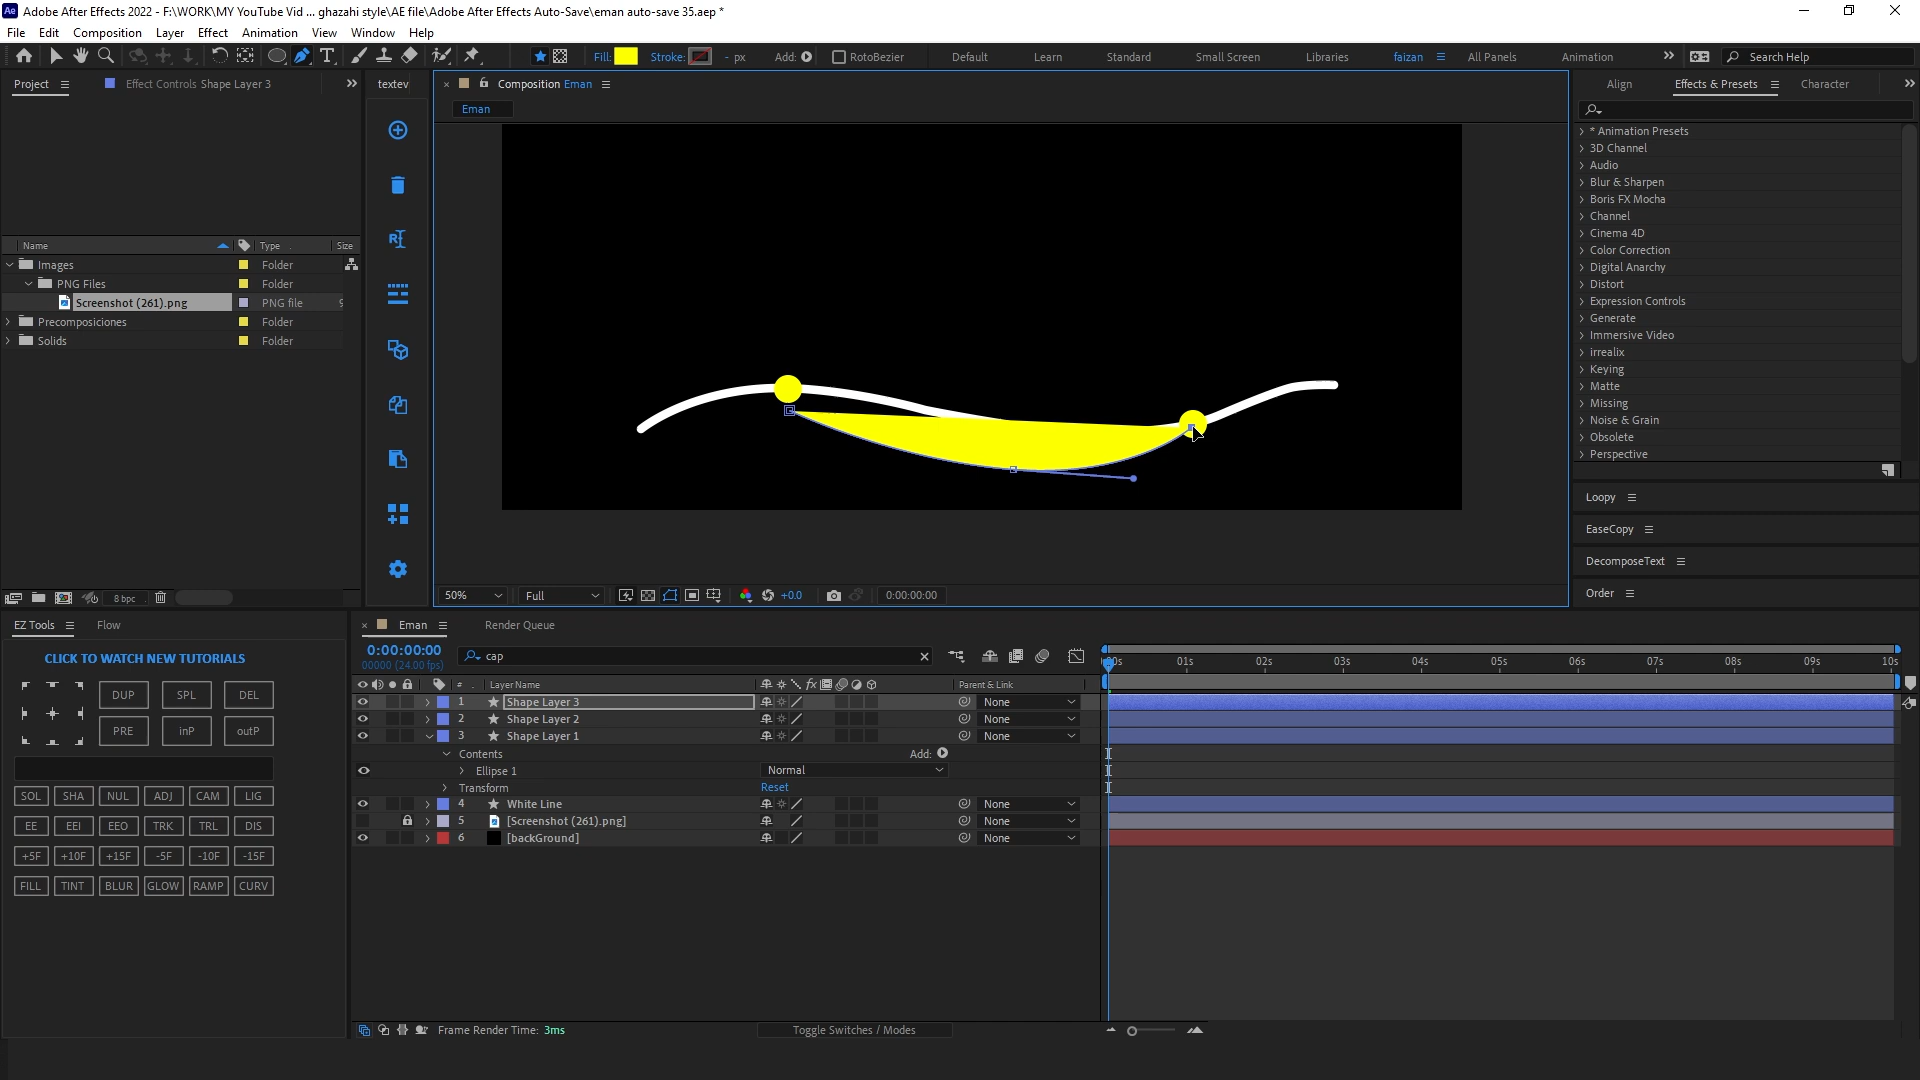 Ae Adobe After Effects 2022 - F:\WORK\MY YouTube Vid ... ghazahi style\AE file\Adobe After Effects Auto-Save\eman auto-save 35.aep *
File Edit Composition Layer Effect Animation View Window Help
Fill: Stroke: - px Add: RotoBezier Default Learn Standard Small Screen Libraries faizan All Panels Animation Search Help
Project Effect Controls Shape Layer 3 textev Composition Eman Align Effects & Presets Character
Eman
* Animation Presets
3D Channel
Audio
Blur & Sharpen
Boris FX Mocha
Channel
Cinema 4D
Color Correction
Digital Anarchy
Distort
Expression Controls
Generate
Immersive Video
irrealix
Keying
Matte
Missing
Noise & Grain
Obsolete
Perspective
Name Type Size
Images Folder
PNG Files Folder
Screenshot (261).png PNG file
Precomposiciones Folder
Solids Folder
Loopy
EaseCopy
DecomposeText
Order
8 bpc
50% Full +0.0 0:00:00:00
EZ Tools Flow
CLICK TO WATCH NEW TUTORIALS
DUP SPL DEL
PRE inP outP
SOL SHA NUL ADJ CAM LIG
EE EEI EEO TRK TRL DIS
+5F +10F +15F -5F -10F -15F
FILL TINT BLUR GLOW RAMP CURV
Eman Render Queue
0:00:00:00
00000 (24.00 fps)
cap
01s 02s 03s 04s 05s 06s 07s 08s 09s 10s
# Layer Name fx Parent & Link
1 Shape Layer 3 None
2 Shape Layer 2 None
3 Shape Layer 1 None
Contents Add:
Ellipse 1 Normal
Transform Reset
4 White Line None
5 [Screenshot (261).png] None
6 [backGround] None
Frame Render Time: 3ms Toggle Switches / Modes